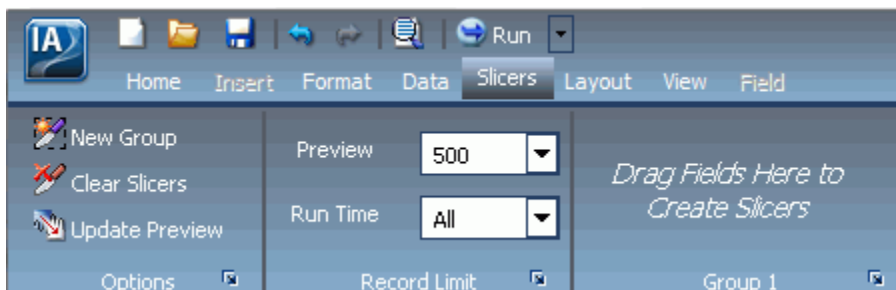 IA Run
Home Insert Format Data Slicers Layout View Field
New Group
Clear Slicers
Update Preview
Options
Preview 500
Run Time All
Record Limit
Drag Fields Here to
Create Slicers
Group 1